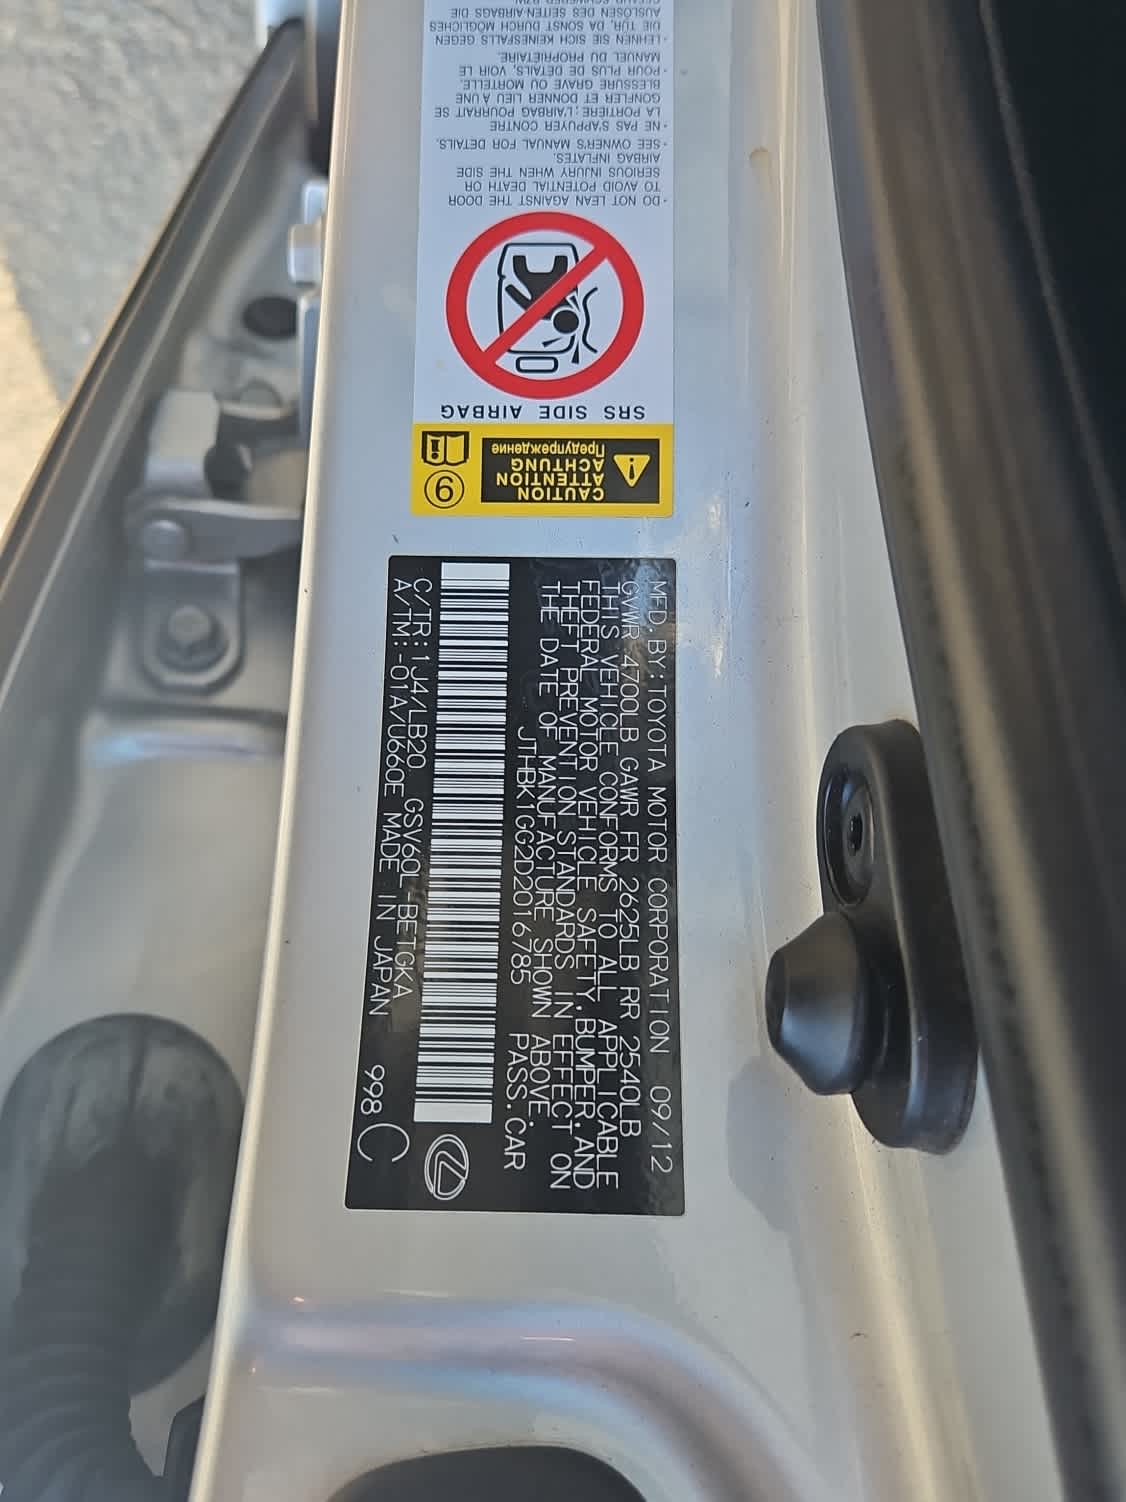 MFD. BY:TOYOTA MOTOR CORPORATION 09/12
GVWR 4700LB GAWR FR 2625LB RR 2540LB
THIS VEHICLE CONFORMS TO ALL APPLICABLE
FEDERAL MOTOR VEHICLE SAFETY, BUMPER, AND
THEFT PREVENTION STANDARDS IN EFFECT ON
THE DATE OF MANUFACTURE SHOWN ABOVE.
JTHBK1GG2D2016785 PASS.CAR
C/TR:1J4/LB20 GSV60L-BETGKA
A/TM:-01A/U660E MADE IN JAPAN 998C
CAUTION
ATTENTION
ACHTUNG
Предупреждение
9
SRS SIDE AIRBAG
· DO NOT LEAN AGAINST THE DOOR
TO AVOID POTENTIAL DEATH OR
SERIOUS INJURY WHEN THE SIDE
AIRBAG INFLATES.
· SEE OWNER'S MANUAL FOR DETAILS.
· NE PAS S'APPUYER CONTRE
LA PORTIÈRE ; L'AIRBAG POURRAIT SE
GONFLER ET DONNER LIEU À UNE
BLESSURE GRAVE OU MORTELLE.
· POUR PLUS DE DÉTAILS, VOIR LE
MANUEL DU PROPRIÉTAIRE.
· LEHNEN SIE SICH KEINESFALLS GEGEN
DIE TÜR, DA SONST DURCH MÖGLICHES
AUSLÖSEN DES SEITEN-AIRBAGS DIE